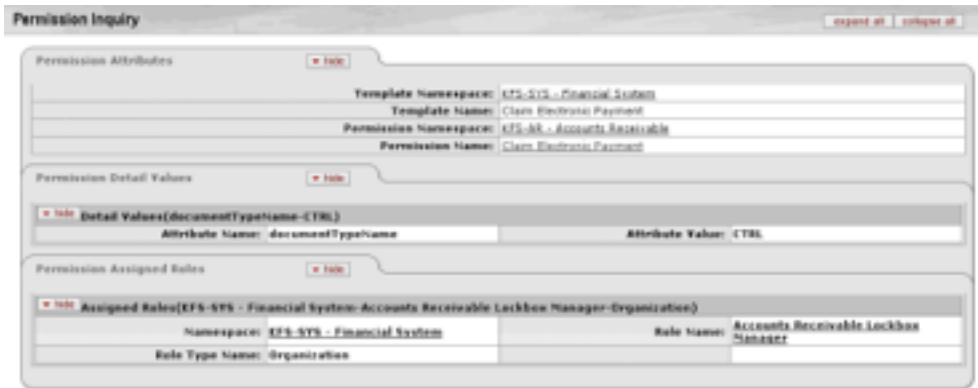 Permission Inquiry
expand all collapse all
Permission Attributes
hide
Template Namespace: KFS-SYS - Financial System
Template Name: Claim Electronic Payment
Permission Namespace: KFS-AR - Accounts Receivable
Permission Name: Claim Electronic Payment
Permission Detail Values
hide
hide Detail Values(documentTypeName-CTRL)
Attribute Name: documentTypeName Attribute Value: CTRL
Permission Assigned Roles
hide
hide Assigned Roles(KFS-SYS - Financial System-Accounts Receivable Lockbox Manager-Organization)
Namespace: KFS-SYS - Financial System Role Name: Accounts Receivable Lockbox
Manager
Role Type Name: Organization